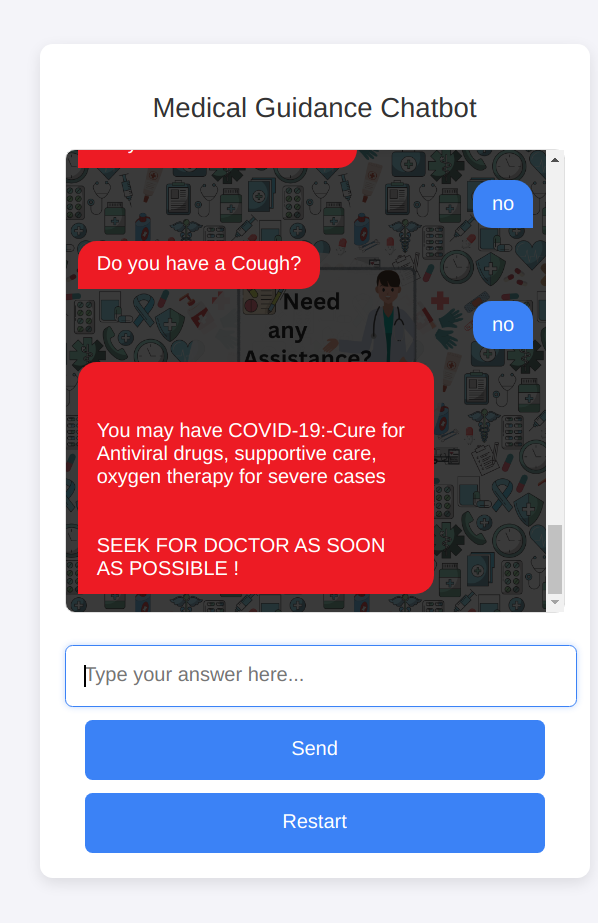 Medical Guidance Chatbot
no
Do you have a Cough?
Need
any
Assistance?
no
You may have COVID-19:-Cure for
Antiviral drugs, supportive care,
oxygen therapy for severe cases
SEEK FOR DOCTOR AS SOON
AS POSSIBLE !
Type your answer here...
Send
Restart